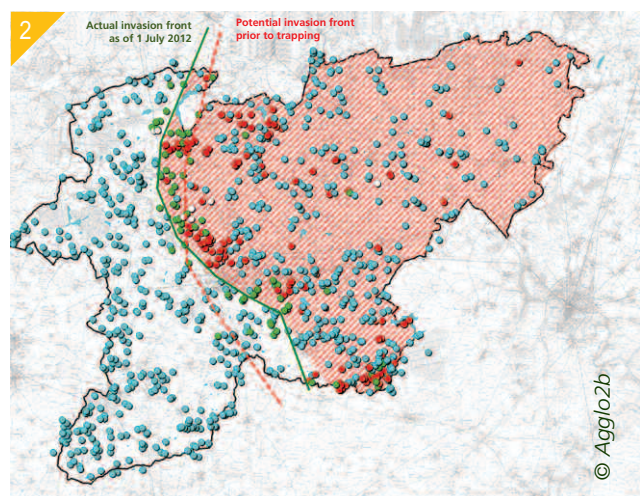 2
Actual invasion front
as of 1 July 2012
Potential invasion front
prior to trapping
© Agglo2b